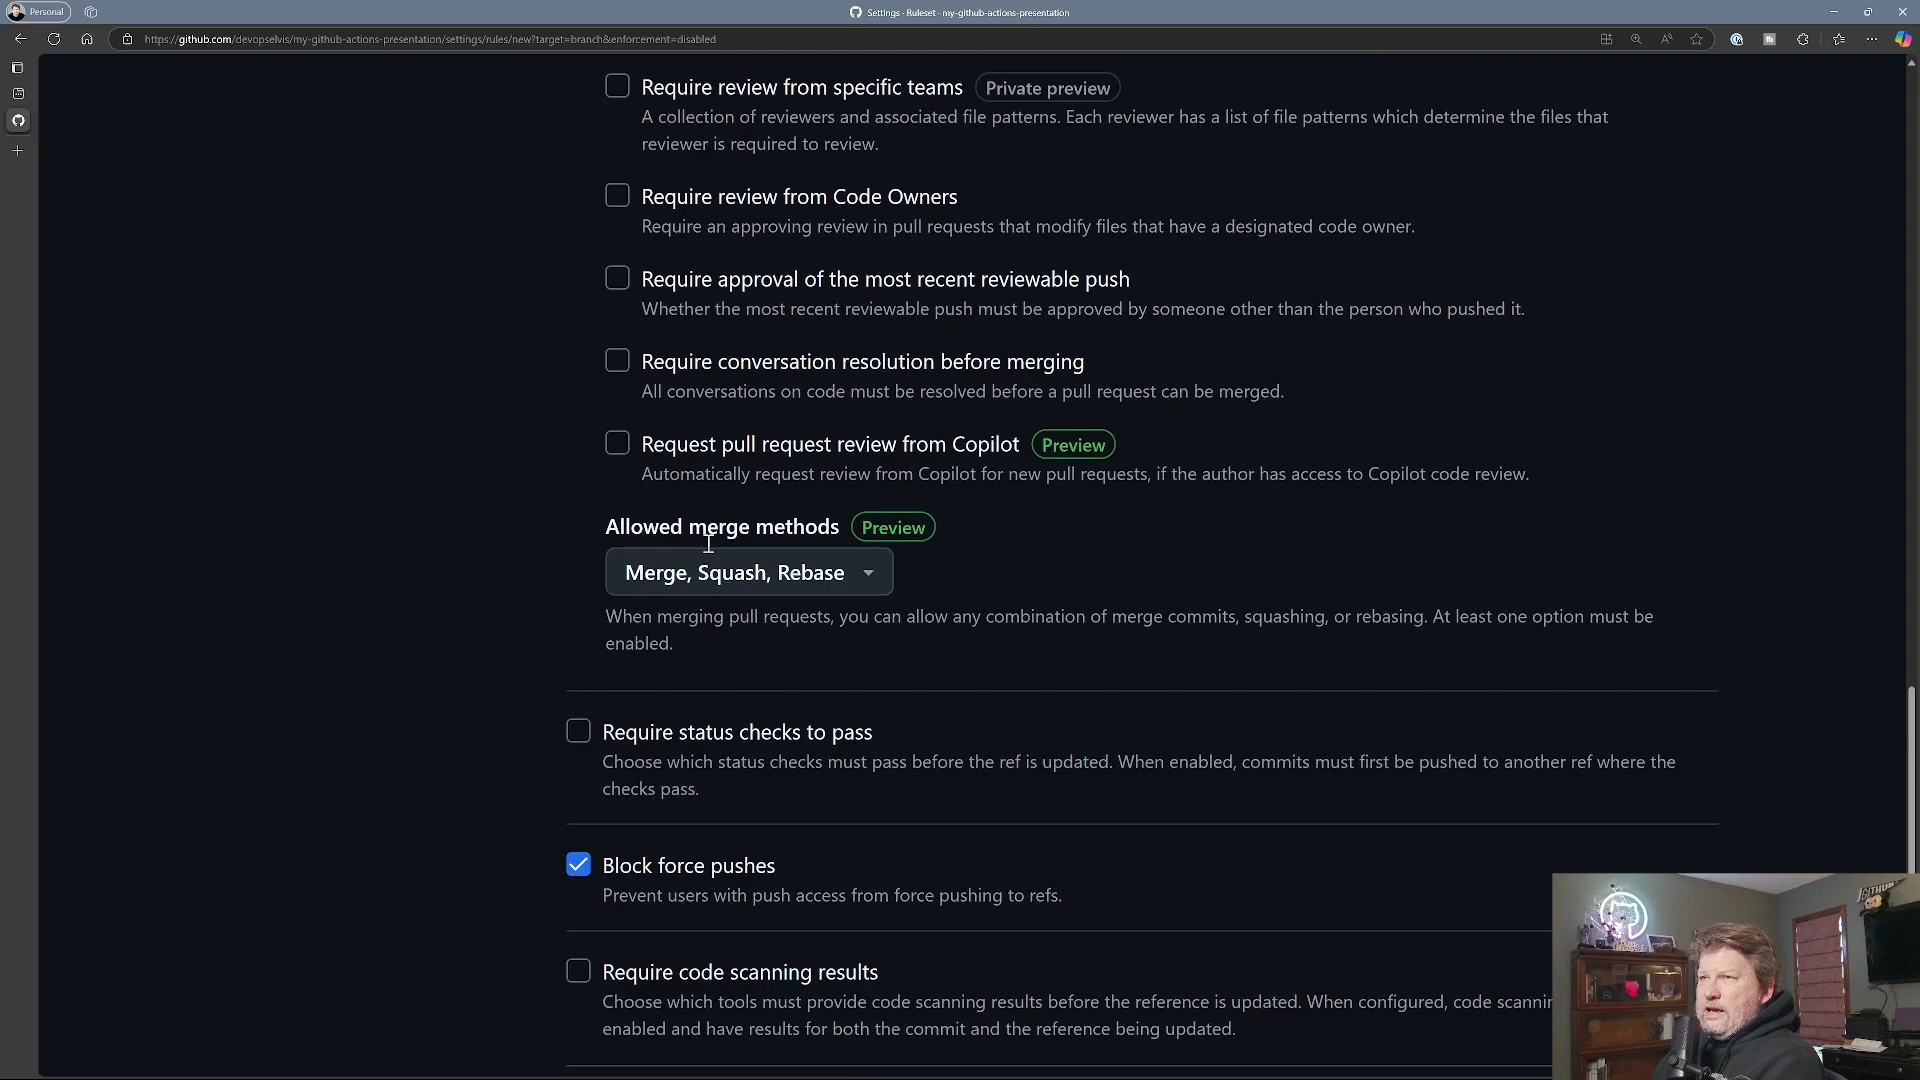 Personal
Settings - Ruleset - my-github-actions-presentation
https://github.com/devopselvis/my-github-actions-presentation/settings/rules/new?target=branch&enforcement=disabled
Require review from specific teams Private preview
A collection of reviewers and associated file patterns. Each reviewer has a list of file patterns which determine the files that
reviewer is required to review.
Require review from Code Owners
Require an approving review in pull requests that modify files that have a designated code owner.
Require approval of the most recent reviewable push
Whether the most recent reviewable push must be approved by someone other than the person who pushed it.
Require conversation resolution before merging
All conversations on code must be resolved before a pull request can be merged.
Request pull request review from Copilot Preview
Automatically request review from Copilot for new pull requests, if the author has access to Copilot code review.
Allowed merge methods Preview
Merge, Squash, Rebase
When merging pull requests, you can allow any combination of merge commits, squashing, or rebasing. At least one option must be
enabled.
Require status checks to pass
Choose which status checks must pass before the ref is updated. When enabled, commits must first be pushed to another ref where the
checks pass.
Block force pushes
Prevent users with push access from force pushing to refs.
Require code scanning results
Choose which tools must provide code scanning results before the reference is updated. When configured, code scannin
enabled and have results for both the commit and the reference being updated.
GITHUB